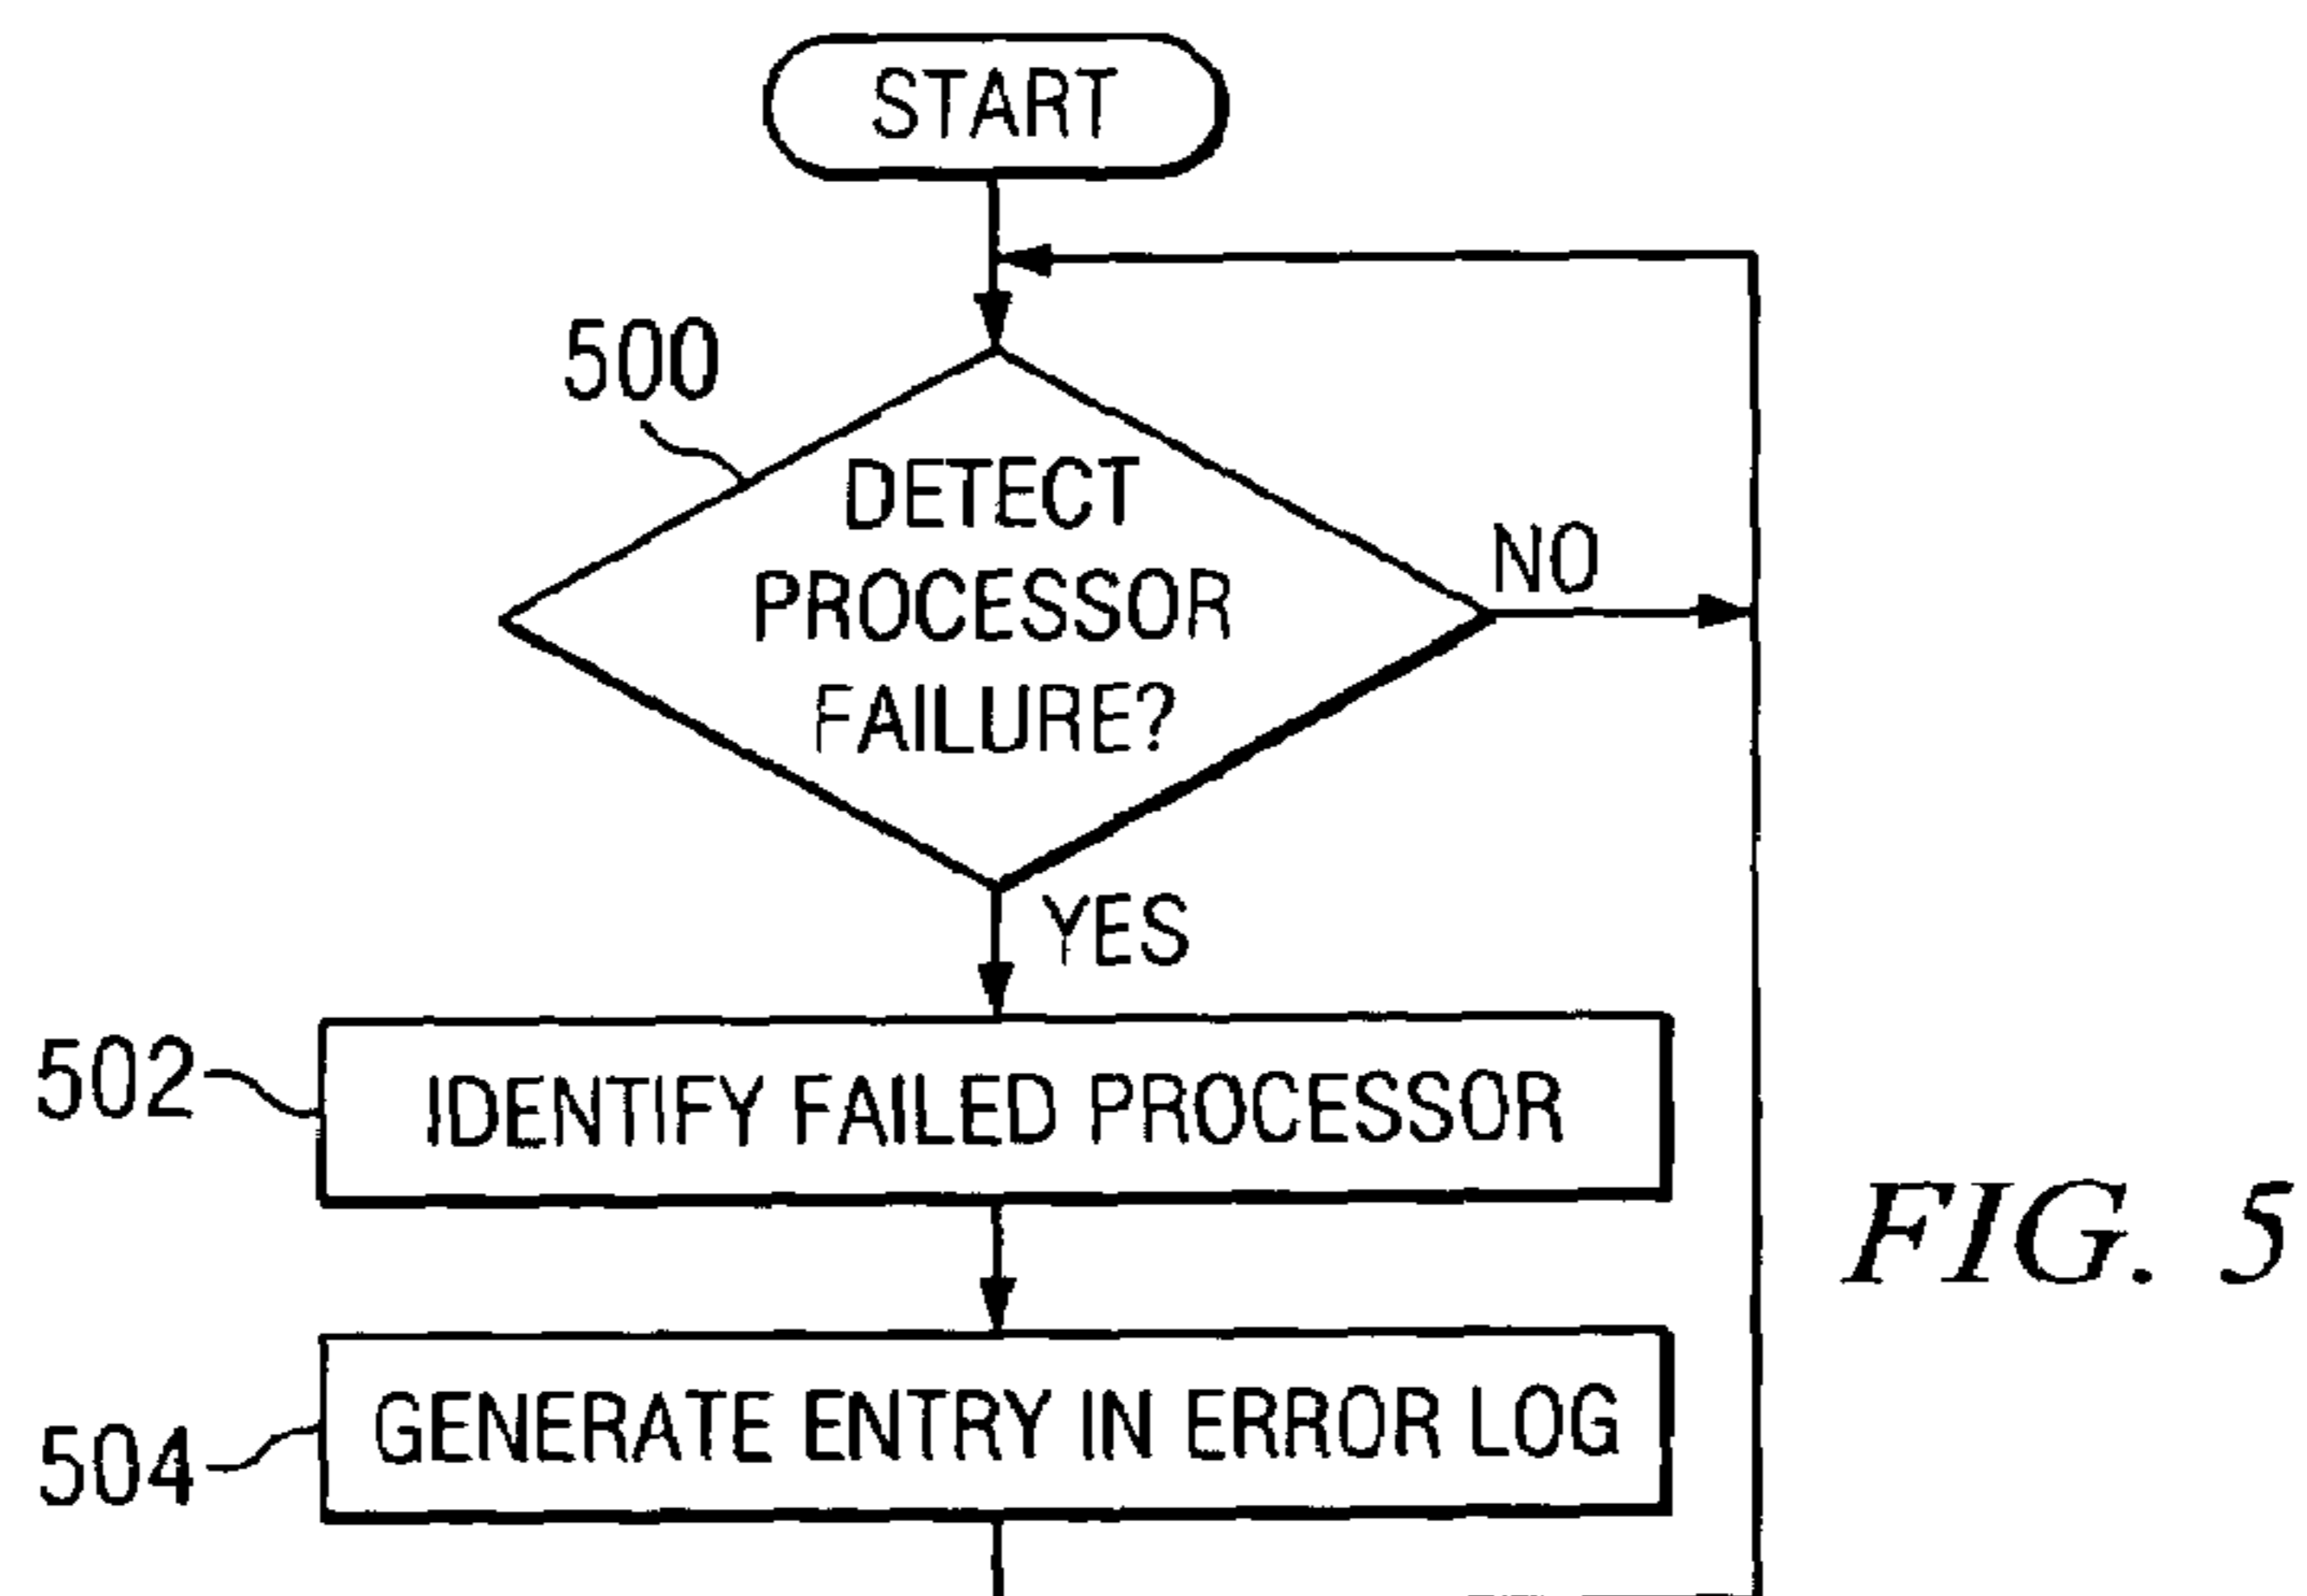 START
500
DETECT
PROCESSOR
FAILURE?
NO
YES
502
IDENTIFY FAILED PROCESSOR
FIG. 5
504
GENERATE ENTRY IN ERROR LOG